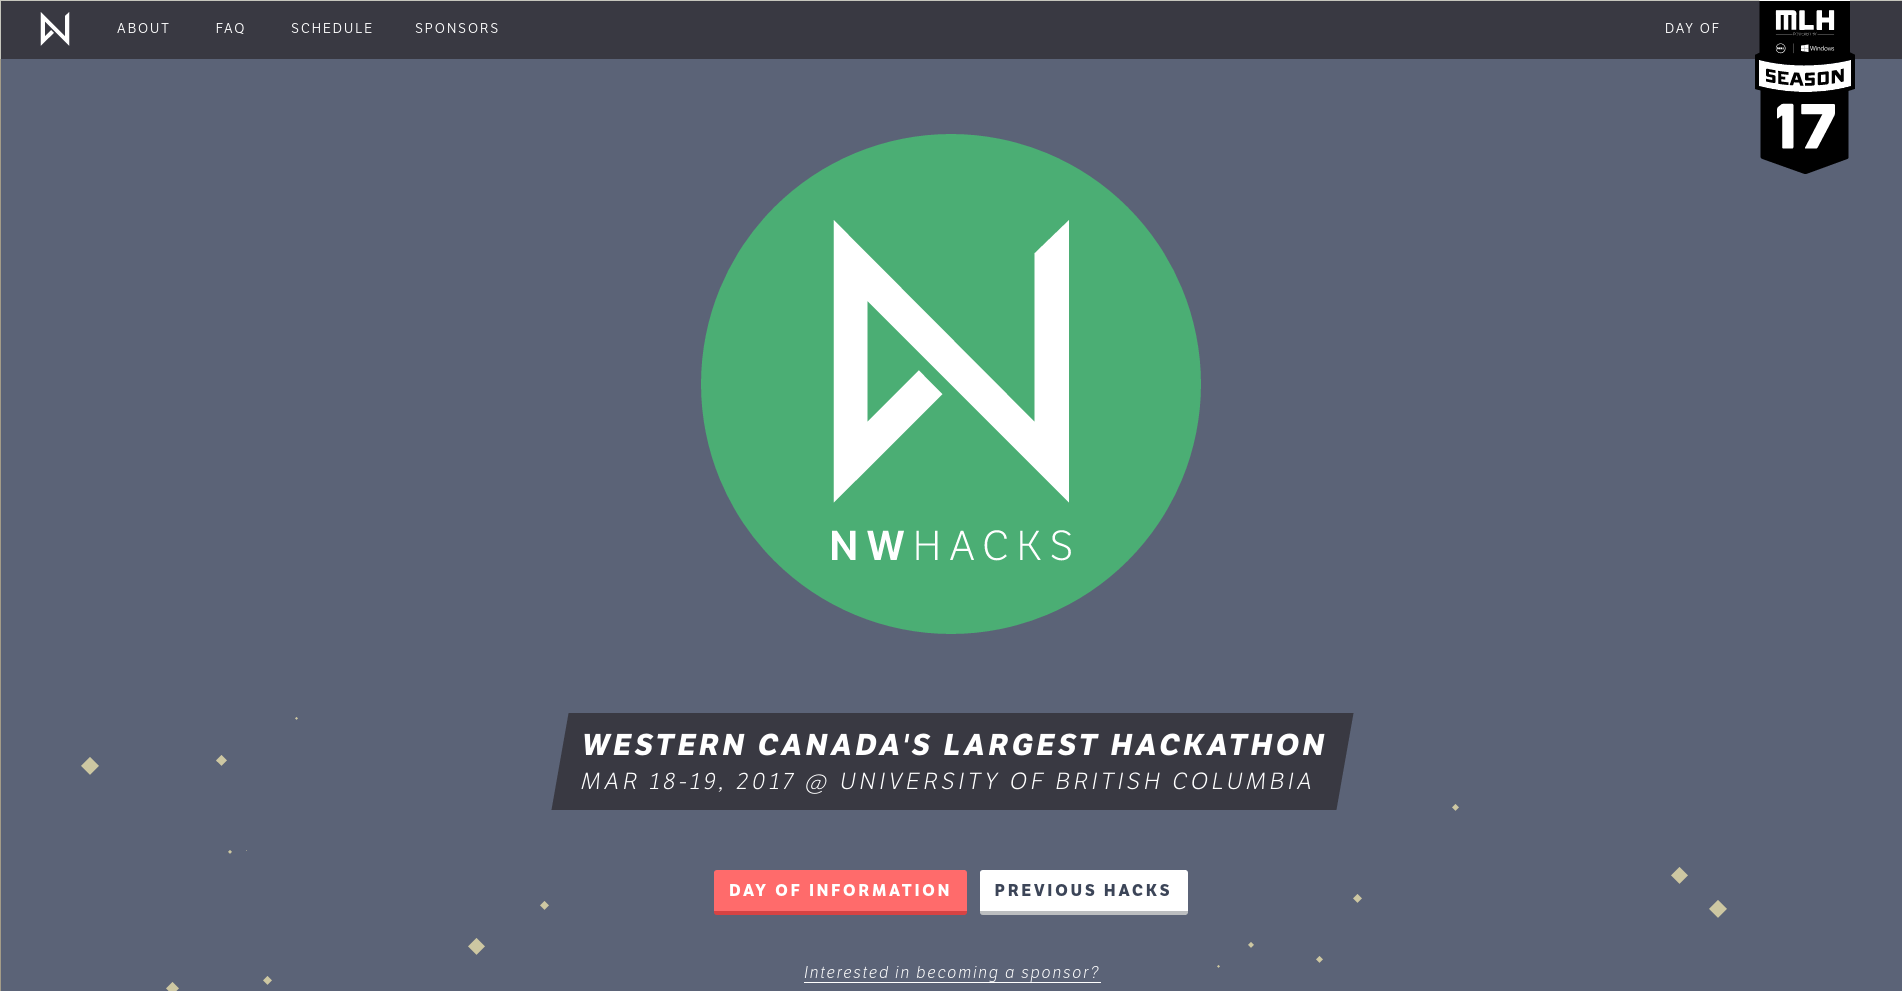 ABOUT
FAQ
SCHEDULE
SPONSORS
DAY OF
MLH
Windows
SEASON
17
NWHACKS
WESTERN CANADA'S LARGEST HACKATHON
MAR 18-19, 2017 @ UNIVERSITY OF BRITISH COLUMBIA
DAY OF INFORMATION
PREVIOUS HACKS
Interested in becoming a sponsor?